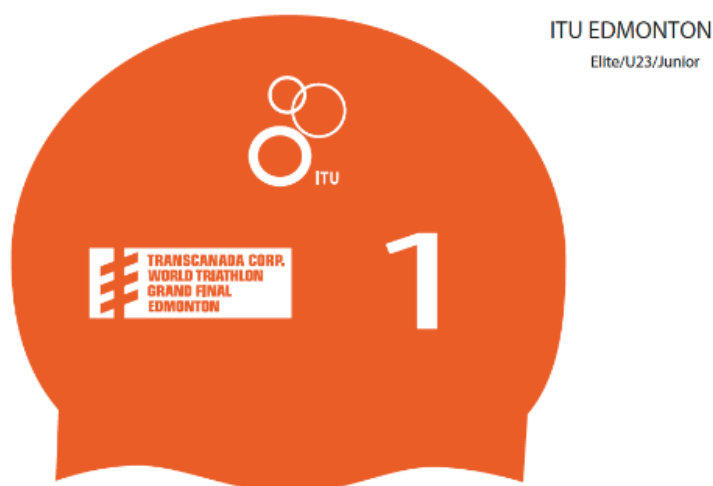 ITU EDMONTON
Elite/U23/Junior
ITU
TRANSCANADA CORP.
WORLD TRIATHLON
GRAND FINAL
EDMONTON
1